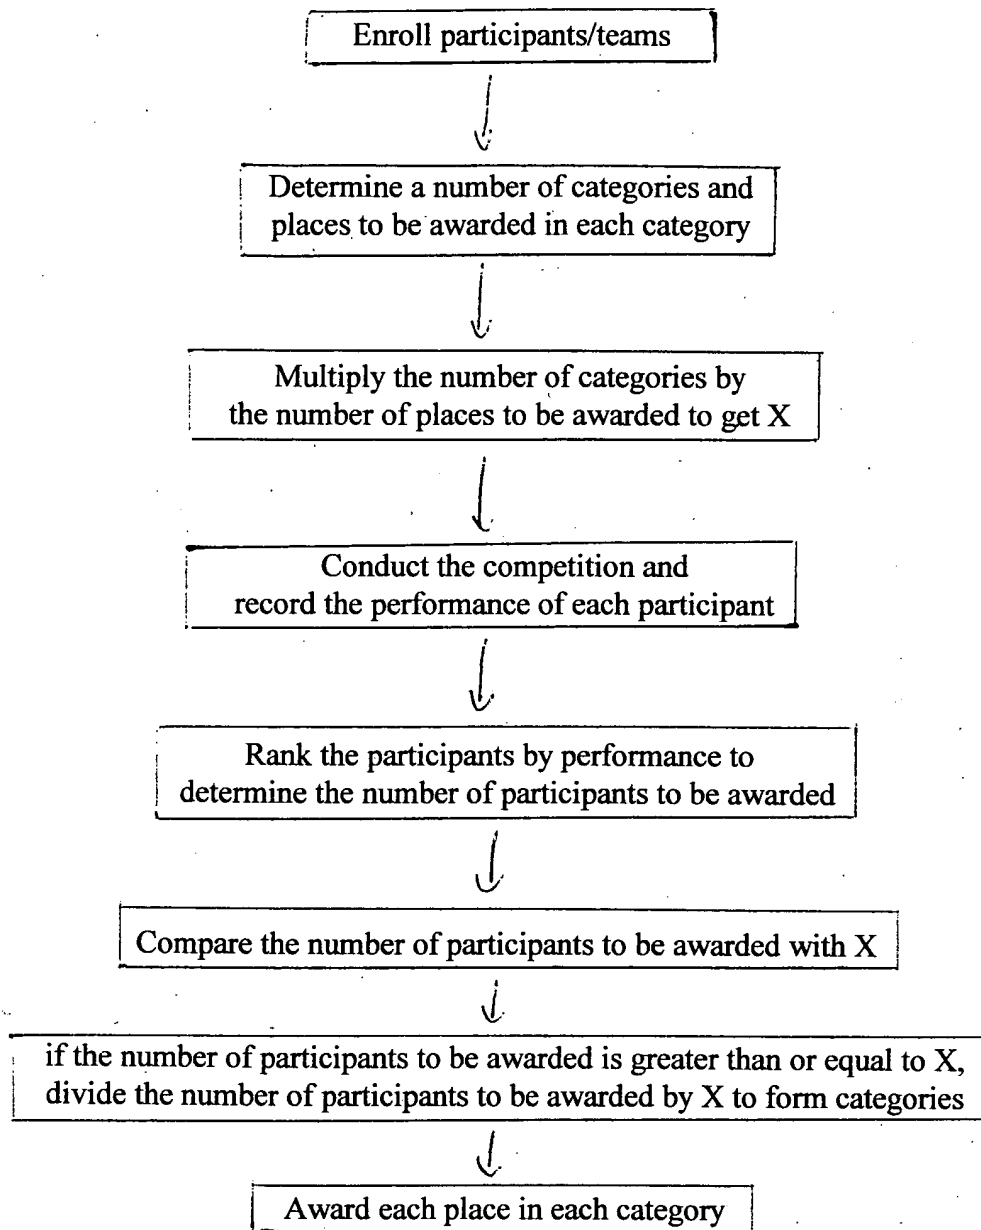 Enroll participants/teams
Determine a number of categories and
places to be awarded in each category
Multiply the number of categories by
the number of places to be awarded to get X
Conduct the competition and
record the performance of each participant
Rank the participants by performance to
determine the number of participants to be awarded
Compare the number of participants to be awarded with X
if the number of participants to be awarded is greater than or equal to X,
divide the number of participants to be awarded by X to form categories
Award each place in each category